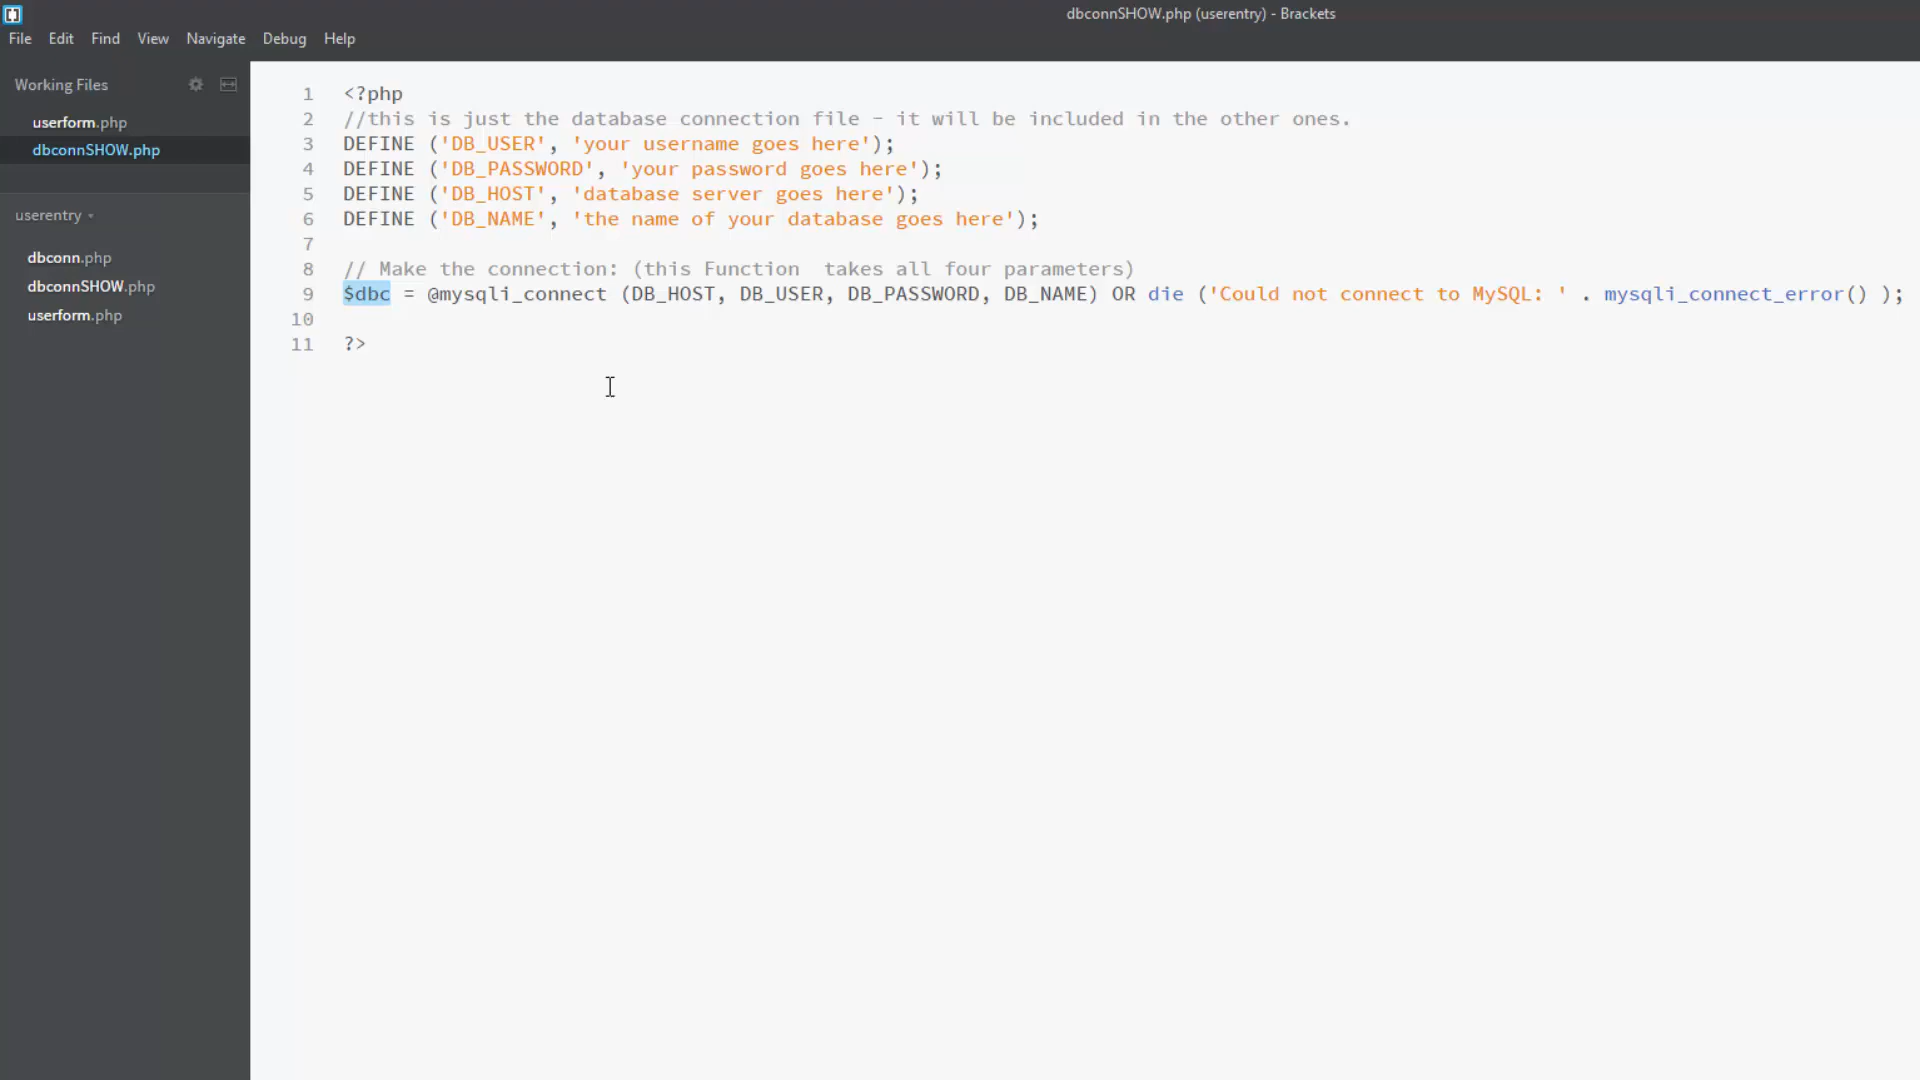 dbconnSHOW.php (userentry) - Brackets
File Edit Find View Navigate Debug Help
Working Files
userform.php
dbconnSHOW.php
userentry
dbconn.php
dbconnSHOW.php
userform.php
1 <?php
2 //this is just the database connection file - it will be included in the other ones.
3 DEFINE ('DB_USER', 'your username goes here');
4 DEFINE ('DB_PASSWORD', 'your password goes here');
5 DEFINE ('DB_HOST', 'database server goes here');
6 DEFINE ('DB_NAME', 'the name of your database goes here');
7
8 // Make the connection: (this Function  takes all four parameters)
9 $dbc = @mysqli_connect (DB_HOST, DB_USER, DB_PASSWORD, DB_NAME) OR die ('Could not connect to MySQL: ' . mysqli_connect_error() );
10
11 ?>